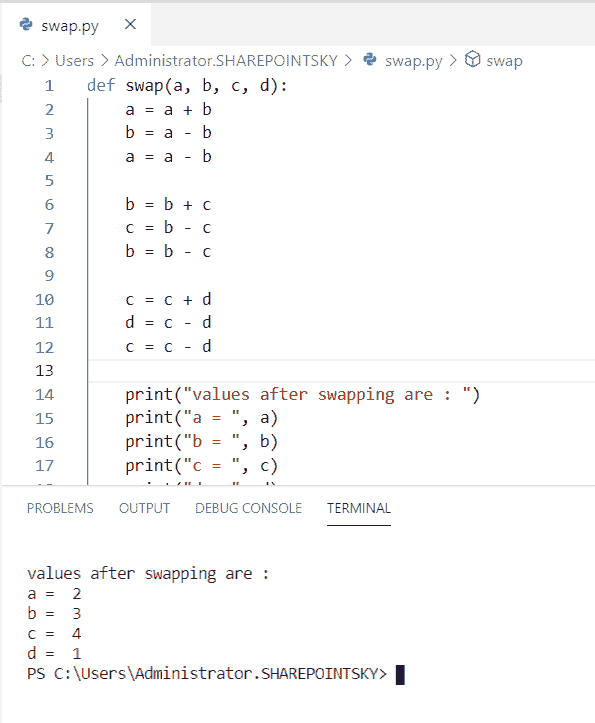 swap.py
C: > Users > Administrator.SHAREPOINTSKY > swap.py > swap
1 def swap(a, b, c, d):
2 a = a + b
3 b = a - b
4 a = a - b
5
6 b = b + c
7 c = b - c
8 b = b - c
9
10 c = c + d
11 d = c - d
12 c = c - d
13
14 print("values after swapping are : ")
15 print("a = ", a)
16 print("b = ", b)
17 print("c = ", c)
PROBLEMS OUTPUT DEBUG CONSOLE TERMINAL
values after swapping are :
a =  2
b =  3
c =  4
d =  1
PS C:\Users\Administrator.SHAREPOINTSKY>